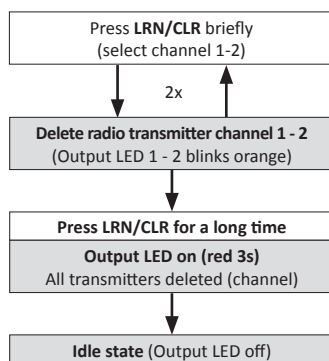 Press LRN/CLR briefly
(select channel 1-2)
2x
Delete radio transmitter channel 1 - 2
(Output LED 1 - 2 blinks orange)
Press LRN/CLR for a long time
Output LED on (red 3s)
All transmitters deleted (channel)
Idle state (Output LED off)